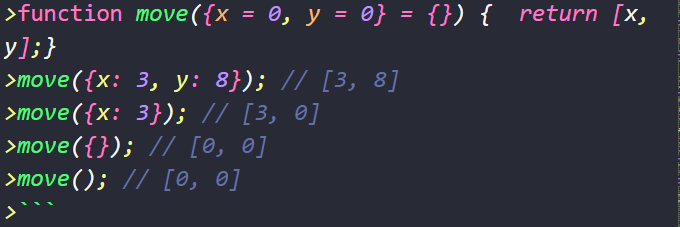 >function move({x = 0, y = 0} = {}) {  return [x,
y];}
>move({x: 3, y: 8}); // [3, 8]
>move({x: 3}); // [3, 0]
>move({}); // [0, 0]
>move(); // [0, 0]
>```